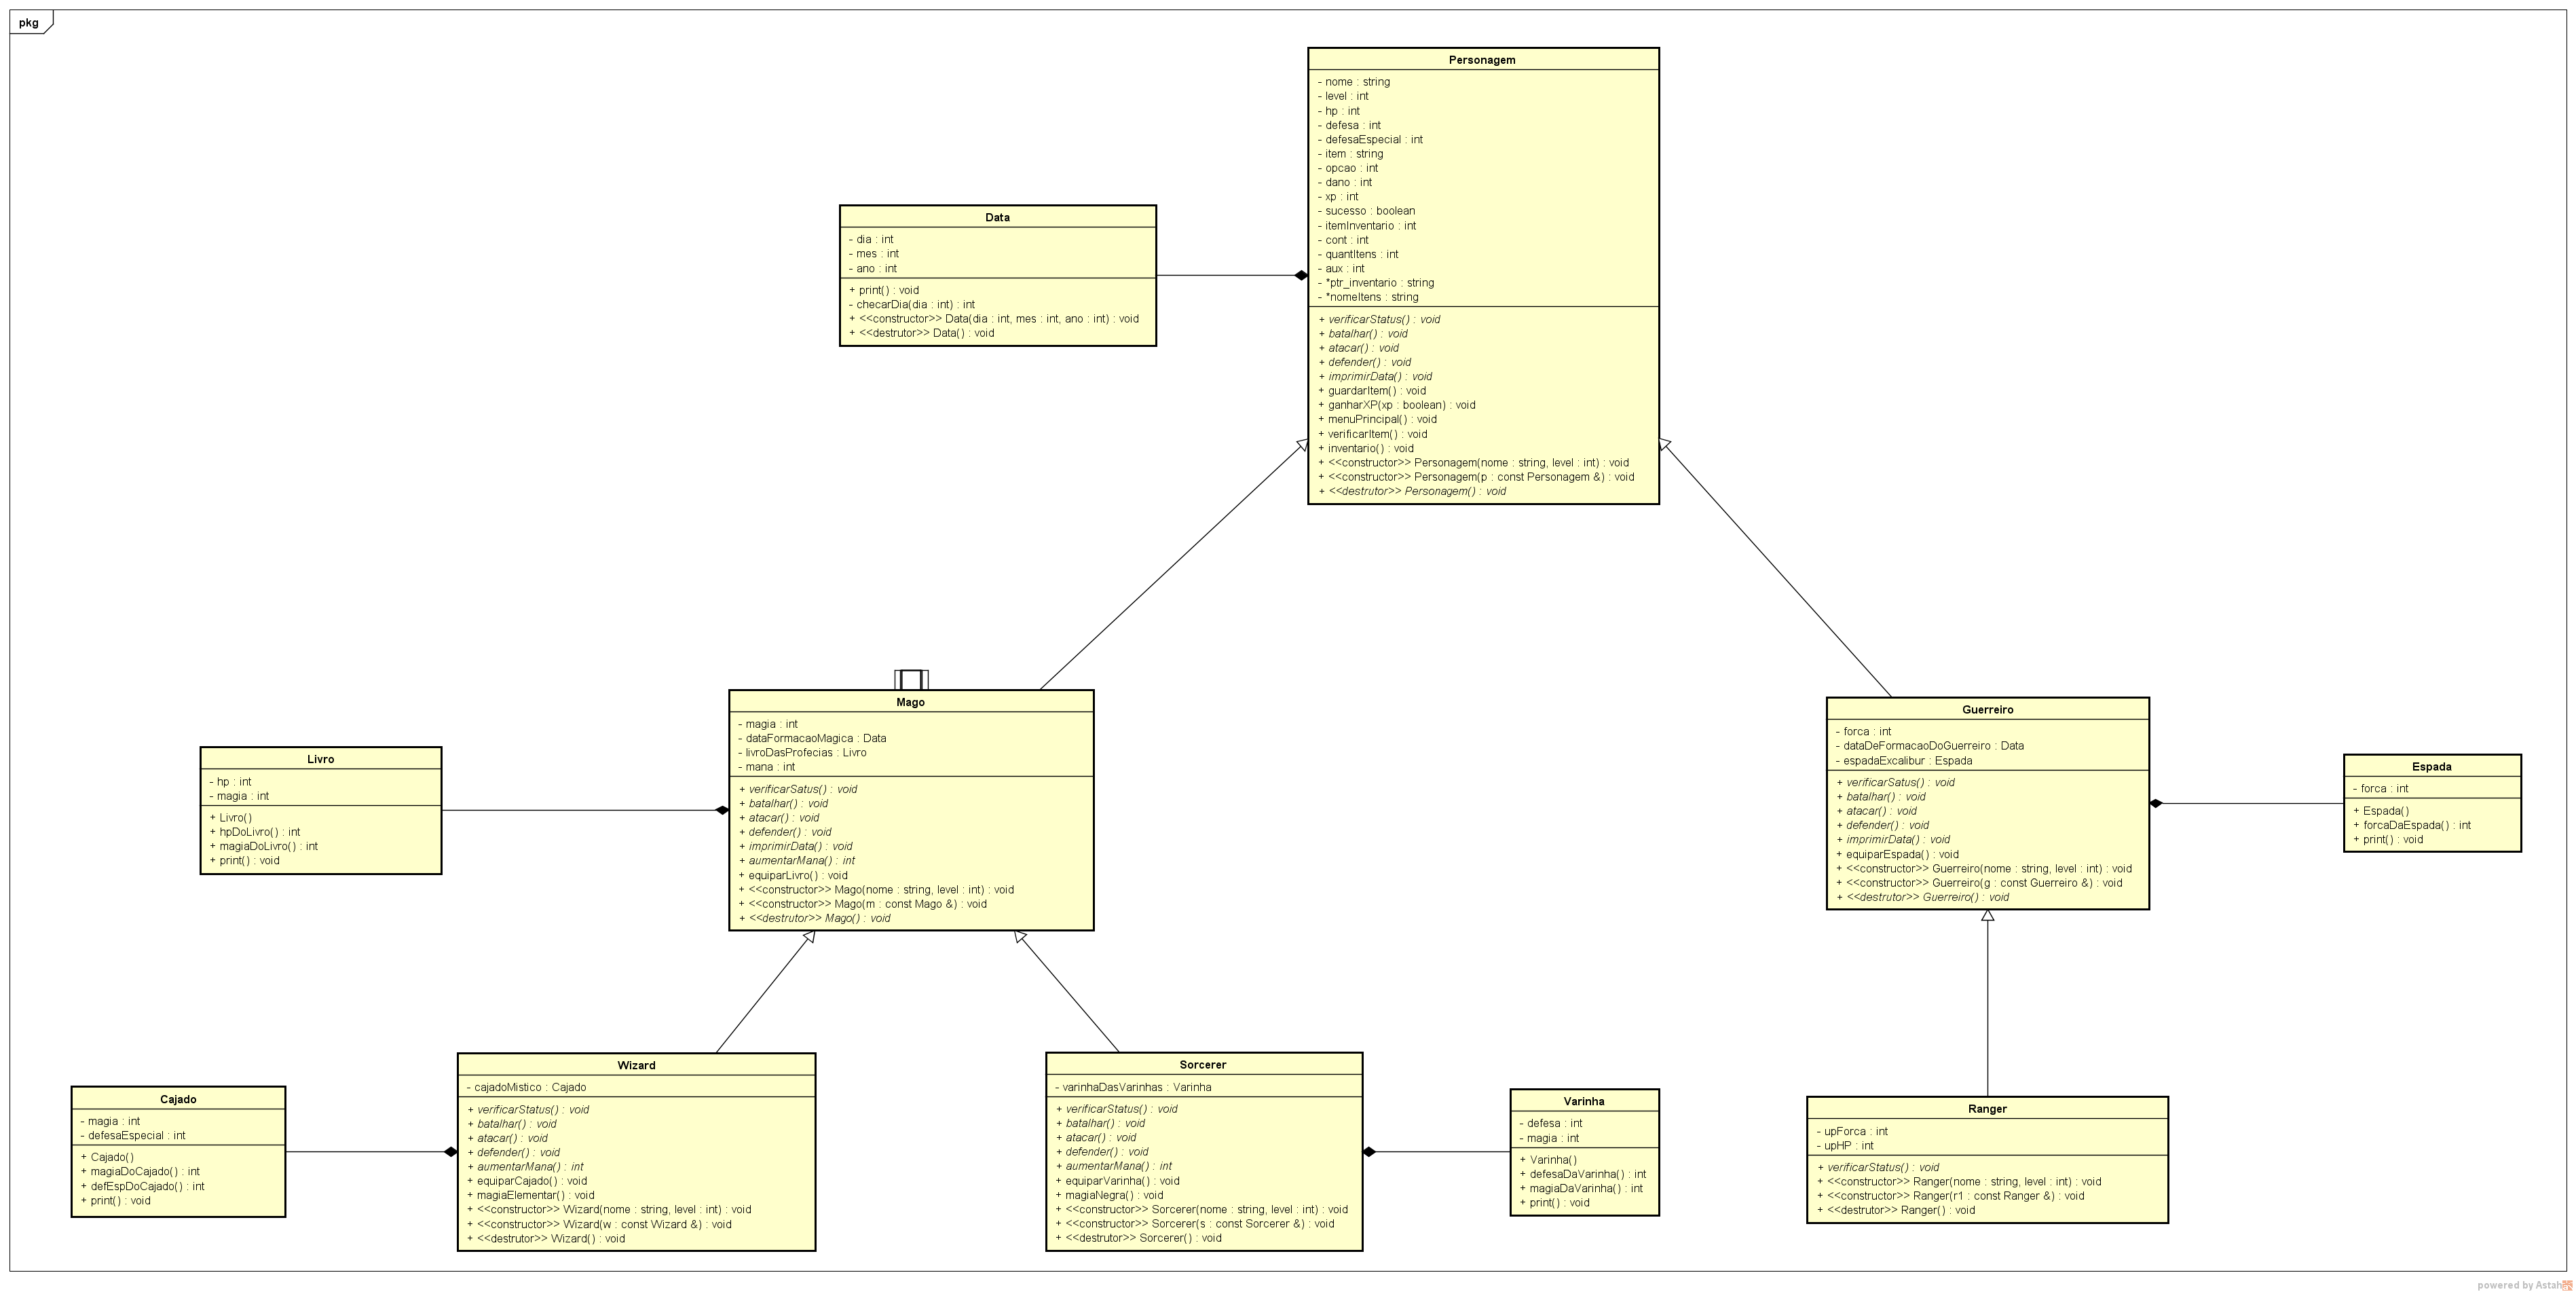 pkg
Personagem
- nome : string
- level : int
- hp : int
- defesa : int
- defesaEspecial : int
- item : string
- opcao : int
- dano : int
- xp : int
- sucesso : boolean
- itemInventario : int
- cont : int
- quantItens : int
- aux : int
- *ptr_inventario : string
- *nomeItens : string
+ verificarStatus() : void
+ batalhar() : void
+ atacar() : void
+ defender() : void
+ imprimirData() : void
+ guardarItem() : void
+ ganharXP(xp : boolean) : void
+ menuPrincipal() : void
+ verificarItem() : void
+ inventario() : void
+ <<constructor>> Personagem(nome : string, level : int) : void
+ <<constructor>> Personagem(p : const Personagem &) : void
+ <<destrutor>> Personagem() : void
Data
- dia : int
- mes : int
- ano : int
+ print() : void
- checarDia(dia : int) : int
+ <<constructor>> Data(dia : int, mes : int, ano : int) : void
+ <<destrutor>> Data() : void
Mago
- magia : int
- dataFormacaoMagica : Data
- livroDasProfecias : Livro
- mana : int
+ verificarSatus() : void
+ batalhar() : void
+ atacar() : void
+ defender() : void
+ imprimirData() : void
+ aumentarMana() : int
+ equiparLivro() : void
+ <<constructor>> Mago(nome : string, level : int) : void
+ <<constructor>> Mago(m : const Mago &) : void
+ <<destrutor>> Mago() : void
Guerreiro
- forca : int
- dataDeFormacaoDoGuerreiro : Data
- espadaExcalibur : Espada
+ verificarSatus() : void
+ batalhar() : void
+ atacar() : void
+ defender() : void
+ imprimirData() : void
+ equiparEspada() : void
+ <<constructor>> Guerreiro(nome : string, level : int) : void
+ <<constructor>> Guerreiro(g : const Guerreiro &) : void
+ <<destrutor>> Guerreiro() : void
Livro
- hp : int
- magia : int
+ Livro()
+ hpDoLivro() : int
+ magiaDoLivro() : int
+ print() : void
Espada
- forca : int
+ Espada()
+ forcaDaEspada() : int
+ print() : void
Wizard
- cajadoMistico : Cajado
+ verificarStatus() : void
+ batalhar() : void
+ atacar() : void
+ defender() : void
+ aumentarMana() : int
+ equiparCajado() : void
+ magiaElementar() : void
+ <<constructor>> Wizard(nome : string, level : int) : void
+ <<constructor>> Wizard(w : const Wizard &) : void
+ <<destrutor>> Wizard() : void
Sorcerer
- varinhaDasVarinhas : Varinha
+ verificarStatus() : void
+ batalhar() : void
+ atacar() : void
+ defender() : void
+ aumentarMana() : int
+ equiparVarinha() : void
+ magiaNegra() : void
+ <<constructor>> Sorcerer(nome : string, level : int) : void
+ <<constructor>> Sorcerer(s : const Sorcerer &) : void
+ <<destrutor>> Sorcerer() : void
Cajado
- magia : int
- defesaEspecial : int
+ Cajado()
+ magiaDoCajado() : int
+ defEspDoCajado() : int
+ print() : void
Varinha
- defesa : int
- magia : int
+ Varinha()
+ defesaDaVarinha() : int
+ magiaDaVarinha() : int
+ print() : void
Ranger
- upForca : int
- upHP : int
+ verificarStatus() : void
+ <<constructor>> Ranger(nome : string, level : int) : void
+ <<constructor>> Ranger(r1 : const Ranger &) : void
+ <<destrutor>> Ranger() : void
powered by Astah